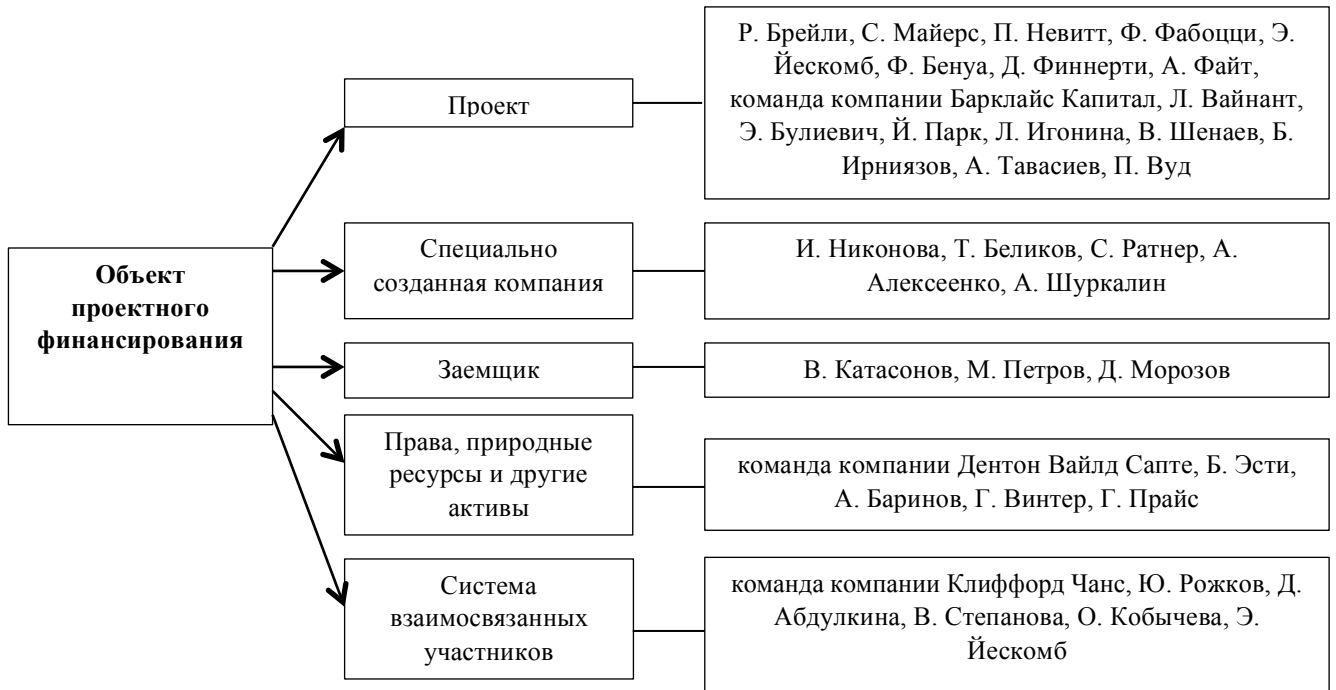 Объект
проектного
финансирования
Проект
Р. Брейли, С. Майерс, П. Невитт, Ф. Фабоцци, Э.
Йескомб, Ф. Бенуа, Д. Финнерти, А. Файт,
команда компании Барклайс Капитал, Л. Вайнант,
Э. Булиевич, Й. Парк, Л. Игонина, В. Шенаев, Б.
Ирниязов, А. Тавасиев, П. Вуд
Специально
созданная компания
И. Никонова, Т. Беликов, С. Ратнер, А.
Алексеенко, А. Шуркалин
Заемщик
В. Катасонов, М. Петров, Д. Морозов
Права, природные
ресурсы и другие
активы
команда компании Дентон Вайлд Сапте, Б. Эсти,
А. Баринов, Г. Винтер, Г. Прайс
Система
взаимосвязанных
участников
команда компании Клиффорд Чанс, Ю. Рожков, Д.
Абдулкина, В. Степанова, О. Кобычева, Э.
Йескомб